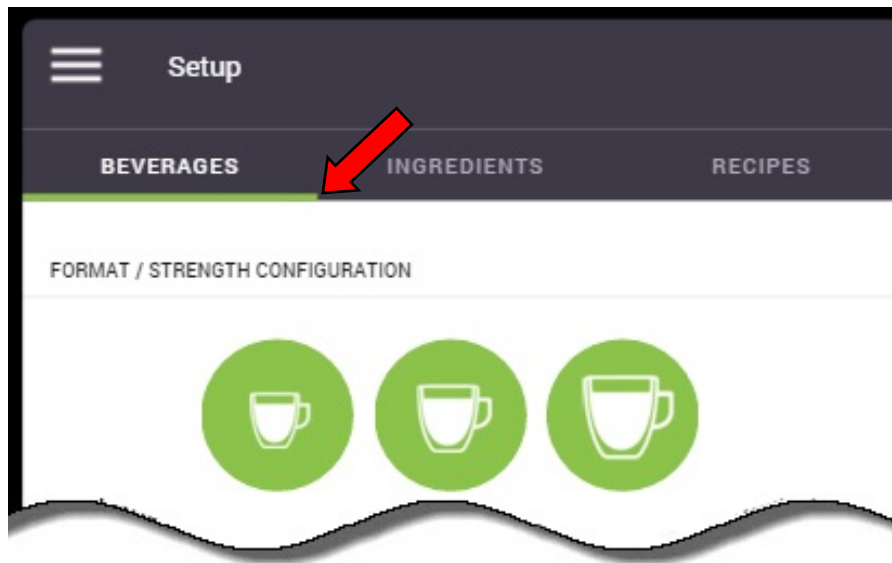 Setup
BEVERAGES INGREDIENTS RECIPES
FORMAT / STRENGTH CONFIGURATION